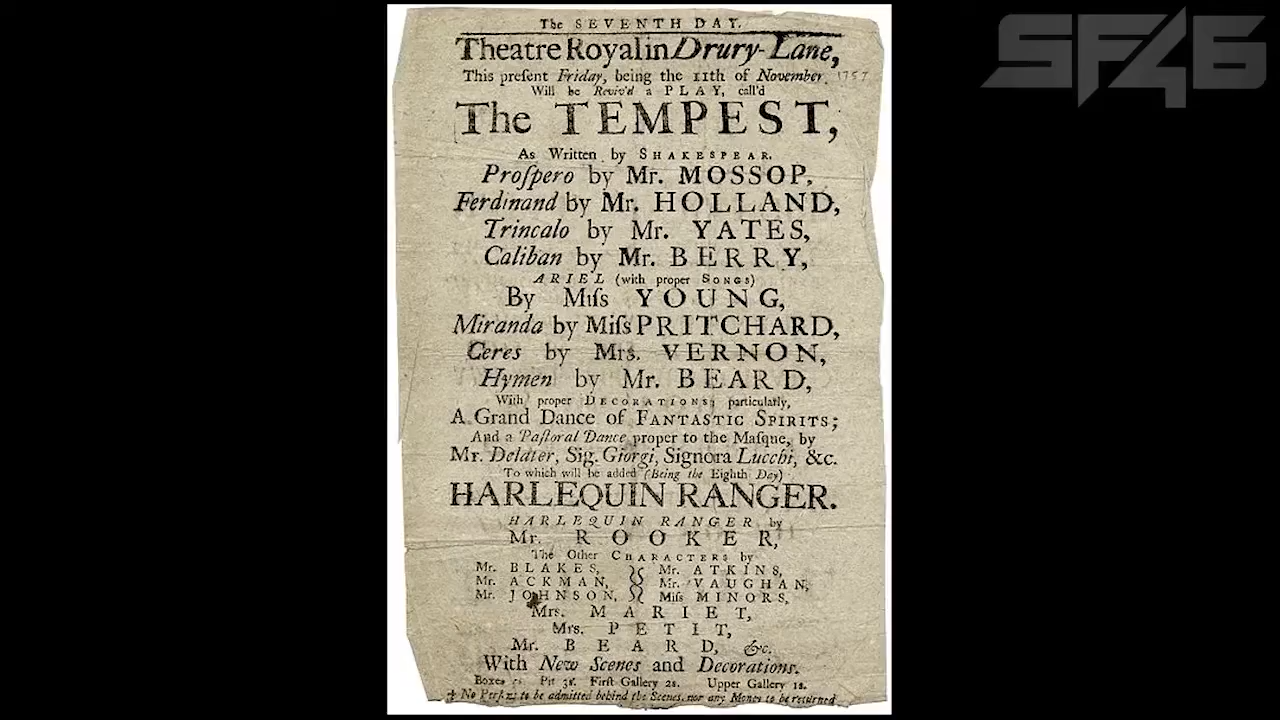 SF46
The SEVENTH DAY.
Theatre Royal in Drury-Lane,
This preſent Friday, being the 11th of November. 1757
Will be Reviv'd a PLAY, call'd
The TEMPEST,
As Written by SHAKESPEAR.
Proſpero by Mr. MOSSOP,
Ferdinand by Mr. HOLLAND,
Trincalo by Mr. YATES,
Caliban by Mr. BERRY,
ARIEL (with proper SONGS)
By Miſs YOUNG,
Miranda by Miſs PRITCHARD,
Ceres by Mrs. VERNON,
Hymen by Mr. BEARD,
With proper DECORATIONS; particularly,
A Grand Dance of FANTASTIC SPIRITS;
And a Paſtoral Dance proper to the Maſque, by
Mr. Delater, Sig. Giorgi, Signora Lucchi, &c.
To which will be added (Being the Eighth Day)
HARLEQUIN RANGER.
HARLEQUIN RANGER by
Mr. ROOKER,
The Other CHARACTERS by
Mr. BLAKES, Mr. ATKINS,
Mr. ACKMAN, Mr. VAUGHAN,
Mr. JOHNSON, Miſs MINORS,
Mrs. MARIET,
Mrs. PETIT,
Mr. BEARD, &c.
With New Scenes and Decorations.
Boxes Pit 3s. Firſt Gallery 2s. Upper Gallery 1s.
‡ No Perſons to be admitted behind the Scenes, nor any Money to be returned